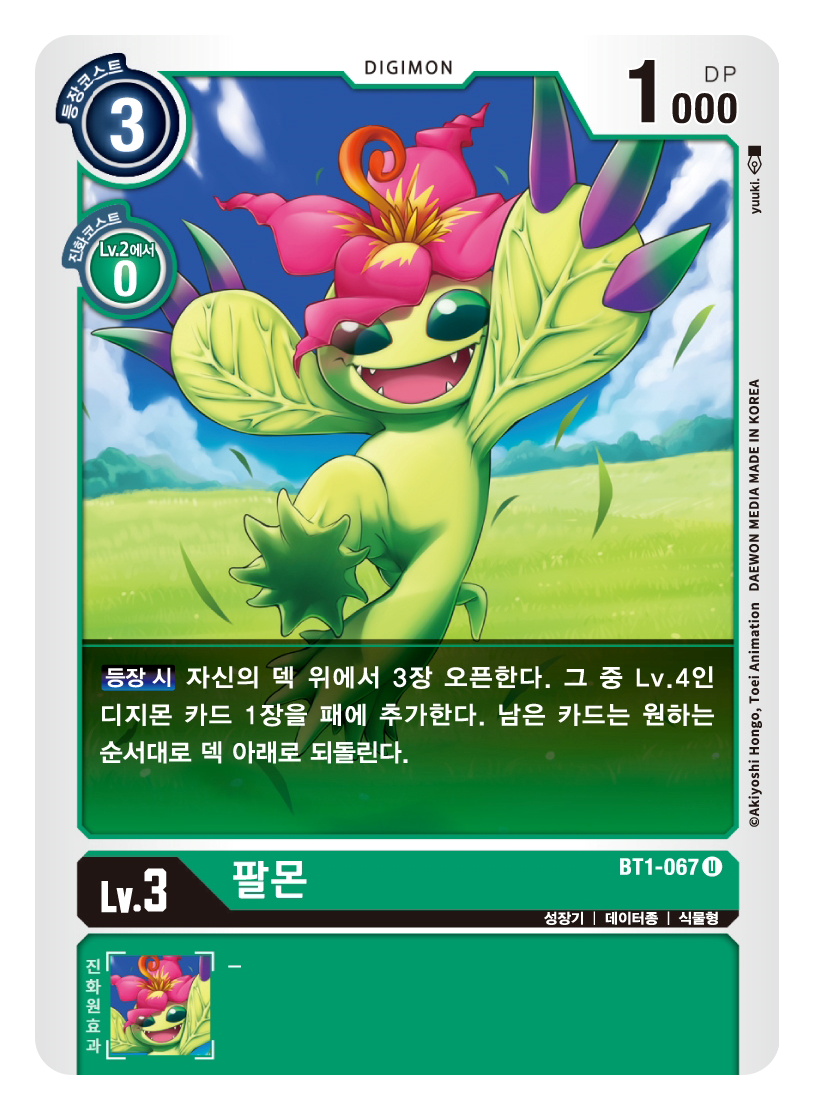 DIGIMON
등장코스트
3
1000
DP
진화코스트
Lv.2에서
0
yuuki.
등장 시 자신의 덱 위에서 3장 오픈한다. 그 중 Lv.4인
디지몬 카드 1장을 패에 추가한다. 남은 카드는 원하는
순서대로 덱 아래로 되돌린다.
©Akiyoshi Hongo, Toei Animation DAEWON MEDIA MADE IN KOREA
Lv.3
팔몬
BT1-067 U
성장기 | 데이터종 | 식물형
진화원효과
–